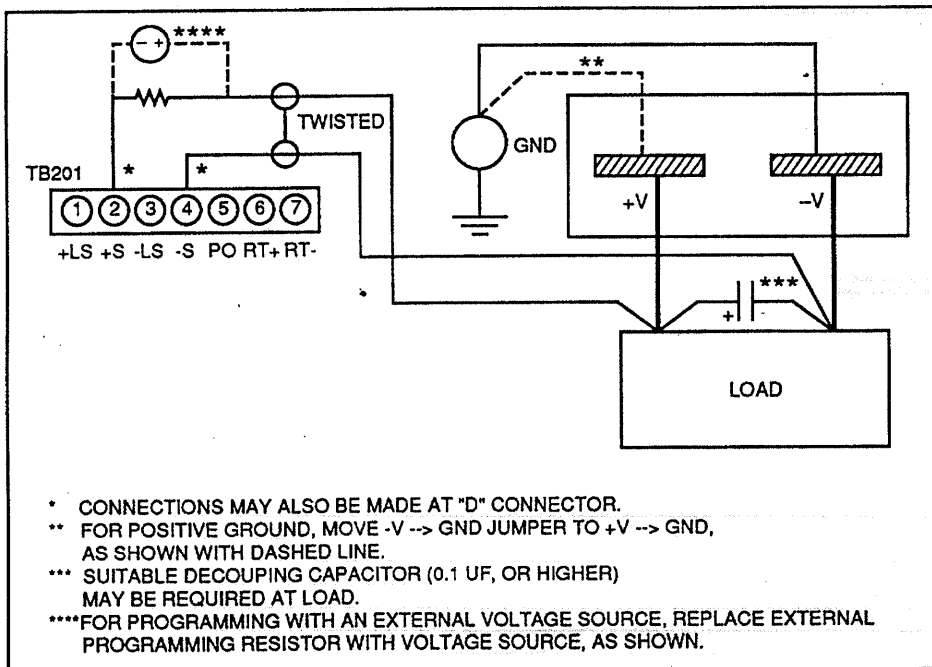 - + ****
**
TWISTED
GND
TB201
* *
1 2 3 4 5 6 7
+V -V
+LS +S -LS -S PO RT+ RT-
***
+ -
LOAD
* CONNECTIONS MAY ALSO BE MADE AT "D" CONNECTOR.
** FOR POSITIVE GROUND, MOVE -V --> GND JUMPER TO +V --> GND,
AS SHOWN WITH DASHED LINE.
*** SUITABLE DECOUPING CAPACITOR (0.1 UF, OR HIGHER)
MAY BE REQUIRED AT LOAD.
****FOR PROGRAMMING WITH AN EXTERNAL VOLTAGE SOURCE, REPLACE EXTERNAL
PROGRAMMING RESISTOR WITH VOLTAGE SOURCE, AS SHOWN.